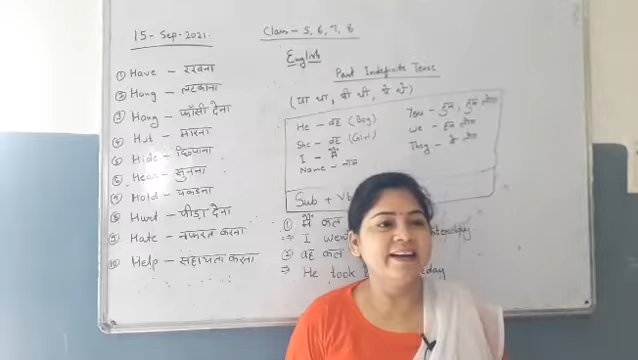 15 - Sep - 2021
Class - 5, 6, 7, 8
English
Past Indefinite Tense
(या था, यी थी, ये थे)
① Have - रखना
② Hang - लटकाना
③ Hang - फाँसी देना
④ Hit - मारना
⑤ Hide - छिपाना
⑥ Hear - सुनना
⑦ Hold - पकड़ना
⑧ Hurt - पीड़ा देना
⑨ Hate - नफरत करना
⑩ Help - सहायता करना
He - वह (Boy)
She - वह (Girl)
I - मैं
Name - नाम
You - तुम, तुम लोग
We - हम लोग
They - वे लोग
Sub +
① मैं कल
⇒ I went
② वह कल
⇒ He took